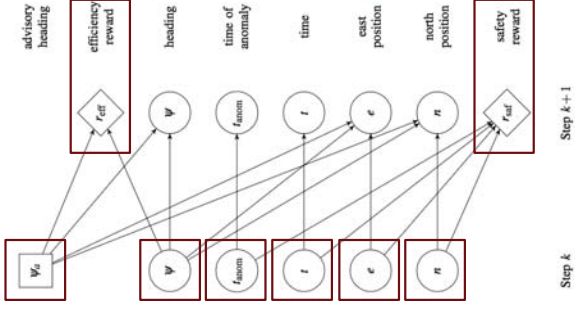 advisory
heading
efficiency
reward
heading
time of
anomaly
time
east
position
north
position
safety
reward
r_eff
ψ
t_anom
t
e
n
r_saf
Step k + 1
ψ_a
ψ
t_anom
t
e
n
Step k